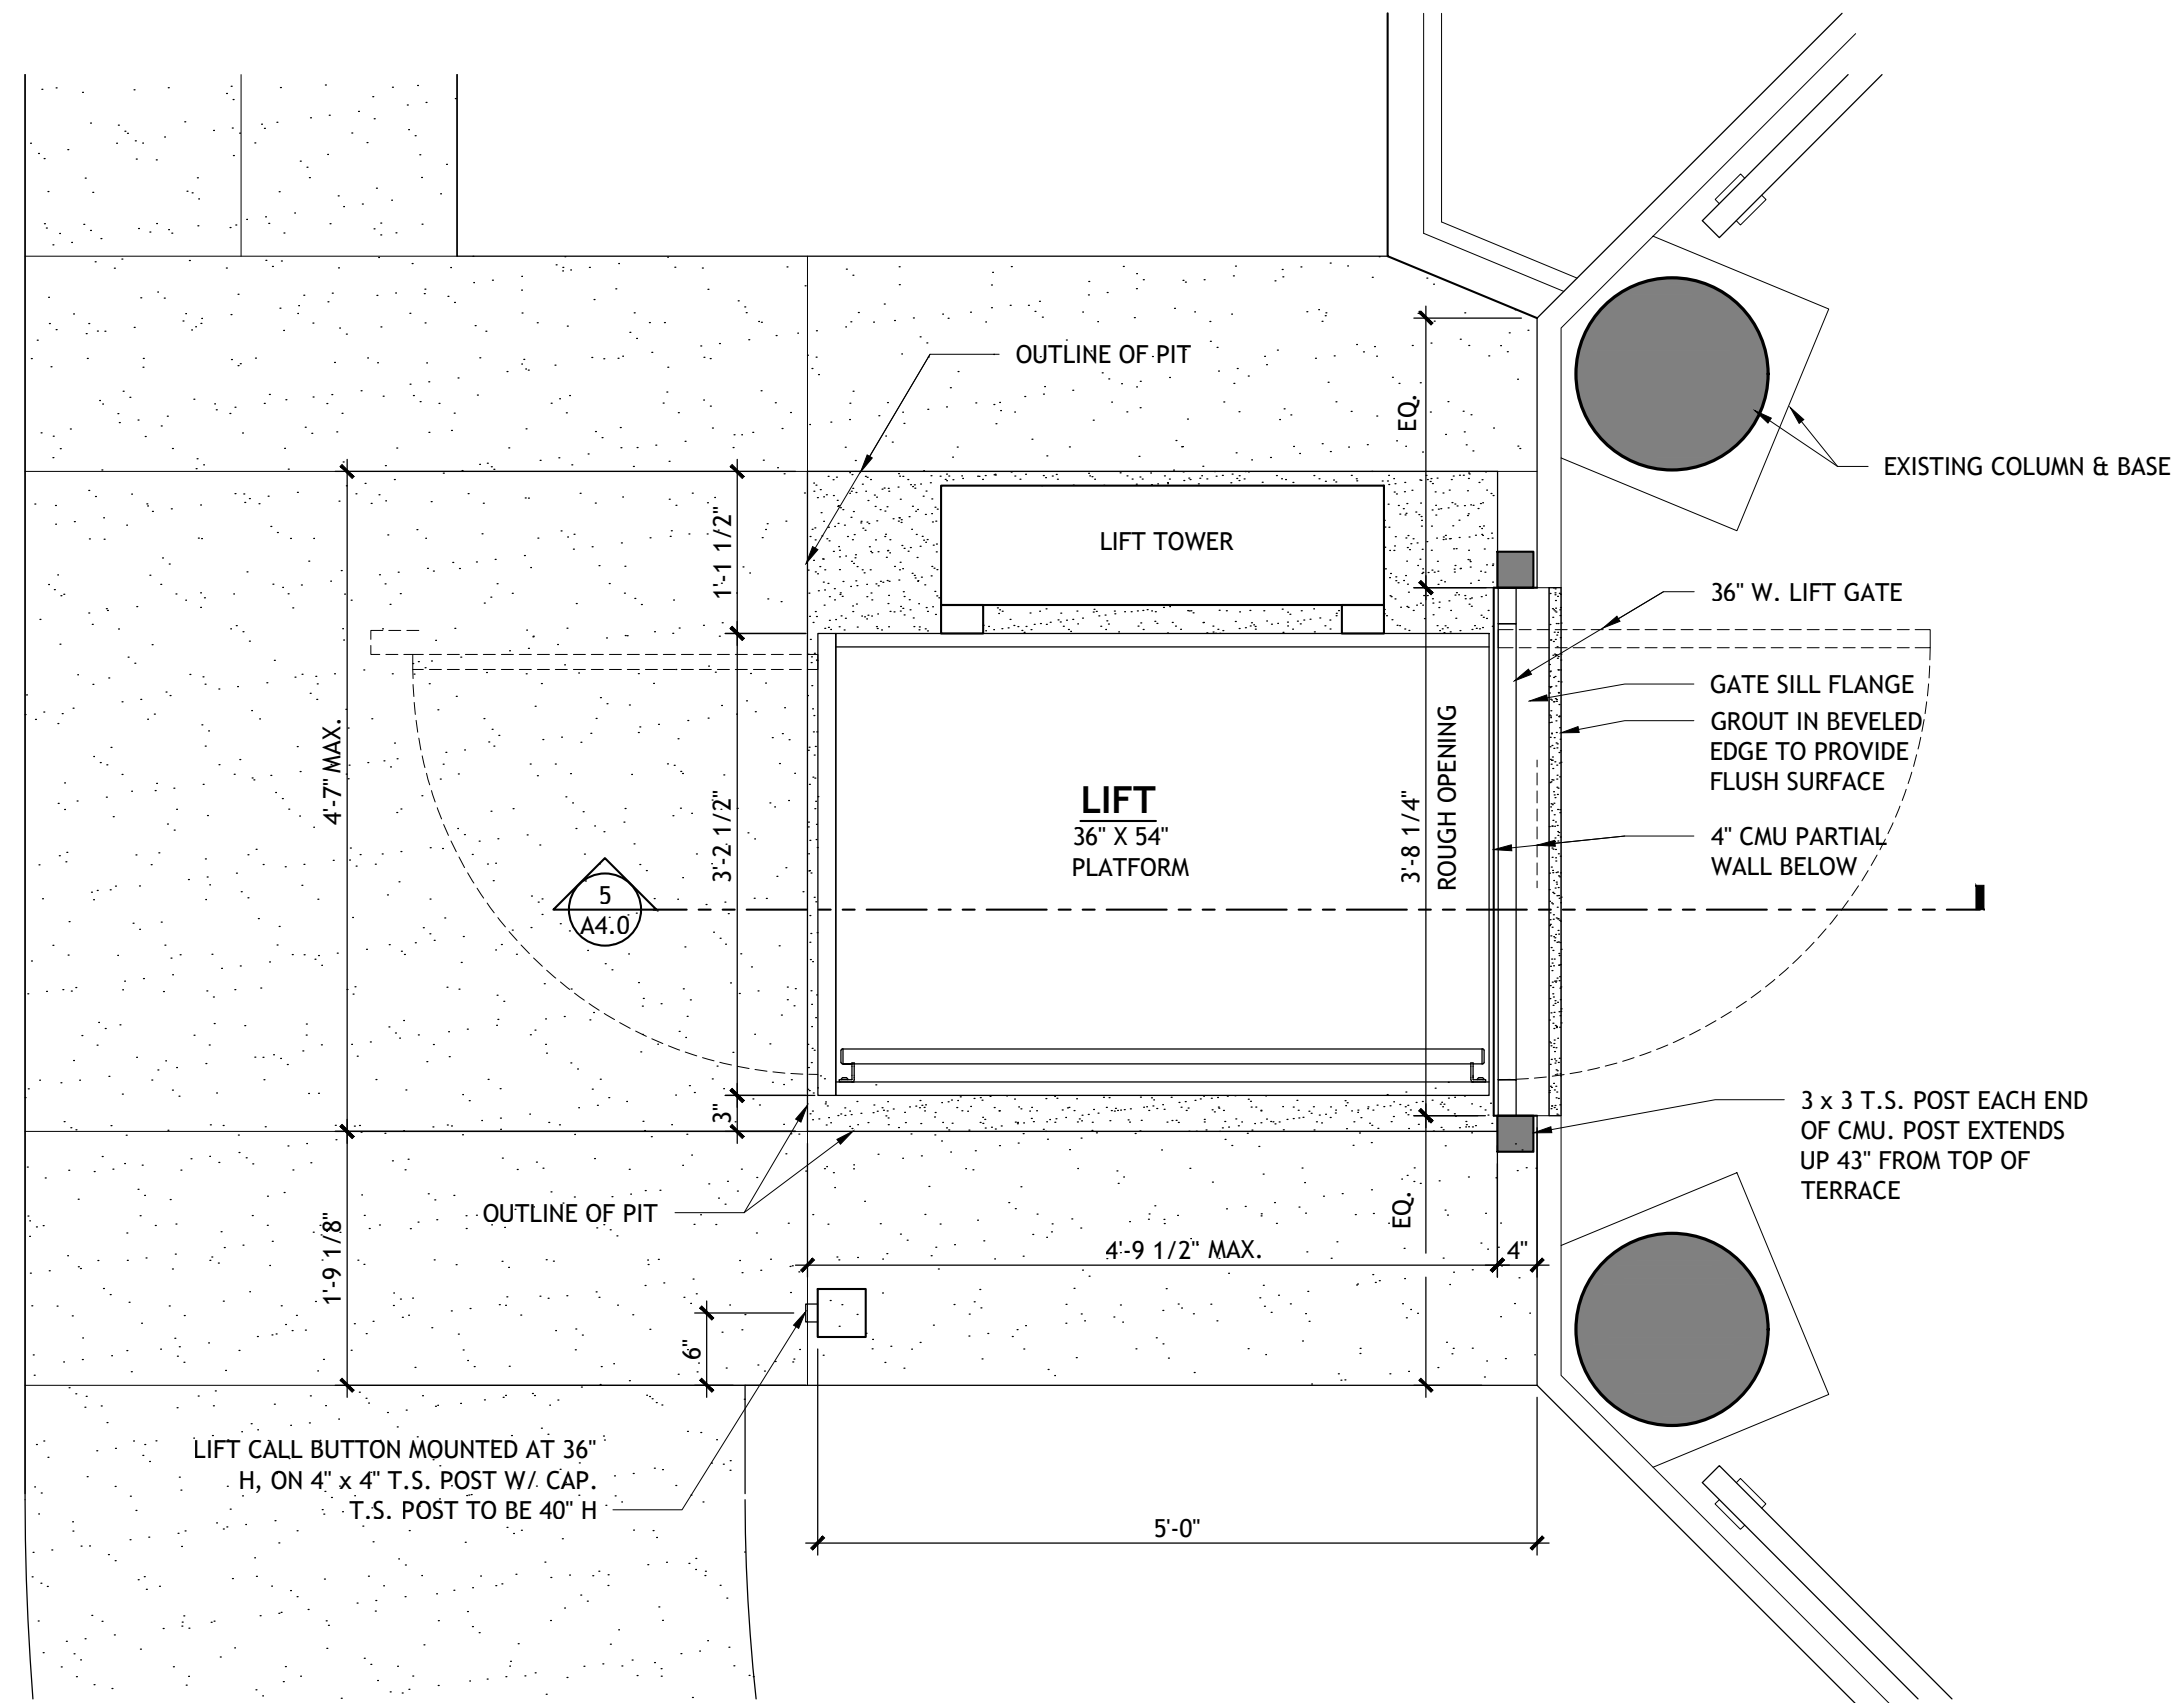 OUTLINE OF PIT
EQ.
EXISTING COLUMN & BASE
1'-1 1/2"
LIFT TOWER
36" W. LIFT GATE
GATE SILL FLANGE
GROUT IN BEVELED
EDGE TO PROVIDE
FLUSH SURFACE
4'-7" MAX.
3'-2 1/2"
LIFT
36" X 54"
PLATFORM
3'-8 1/4"
ROUGH OPENING
4" CMU PARTIAL
WALL BELOW
5
A4.0
3"
3 x 3 T.S. POST EACH END
OF CMU. POST EXTENDS
UP 43" FROM TOP OF
TERRACE
OUTLINE OF PIT
EQ.
1'-9 1/8"
4'-9 1/2" MAX.
4"
6"
LIFT CALL BUTTON MOUNTED AT 36"
H, ON 4" x 4" T.S. POST W/ CAP.
T.S. POST TO BE 40" H
5'-0"